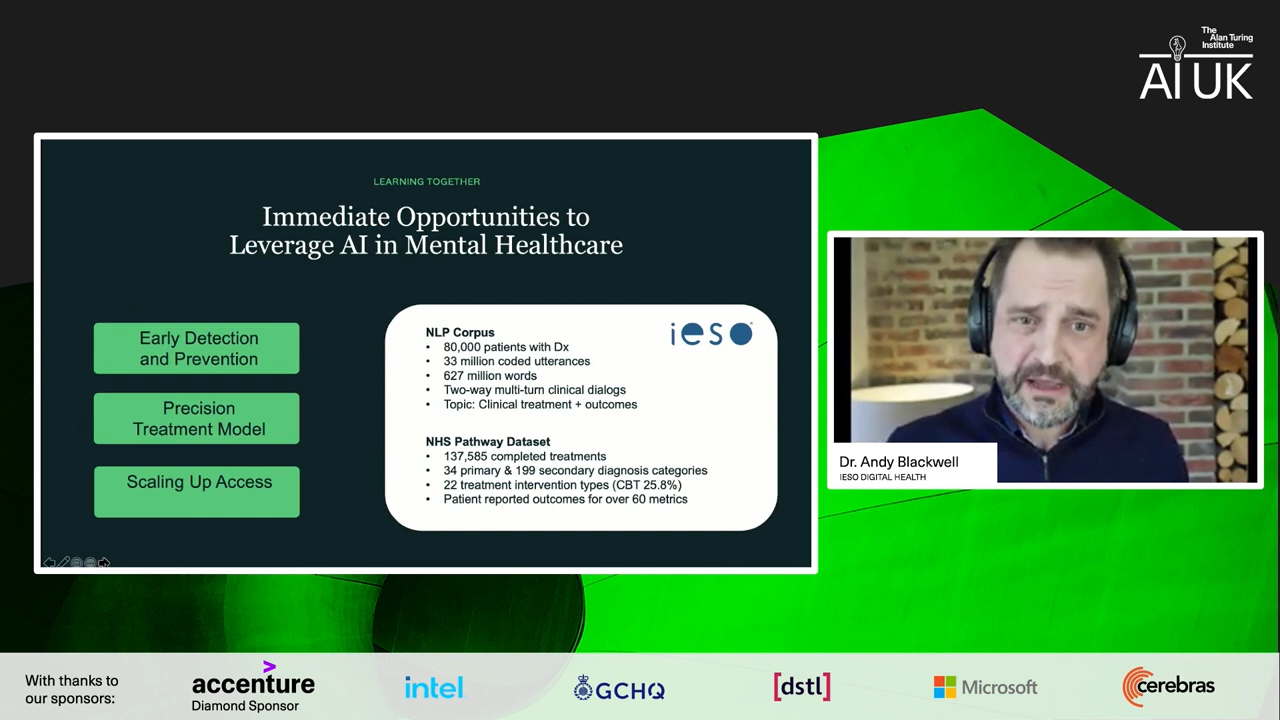 The
Alan Turing
Institute
AI UK
LEARNING TOGETHER
Immediate Opportunities to
Leverage AI in Mental Healthcare
Early Detection
and Prevention
Precision
Treatment Model
Scaling Up Access
ieso
NLP Corpus
• 80,000 patients with Dx
• 33 million coded utterances
• 627 million words
• Two-way multi-turn clinical dialogs
• Topic: Clinical treatment + outcomes
NHS Pathway Dataset
• 137,585 completed treatments
• 34 primary & 199 secondary diagnosis categories
• 22 treatment intervention types (CBT 25.8%)
• Patient reported outcomes for over 60 metrics
Dr. Andy Blackwell
IESO DIGITAL HEALTH
With thanks to
our sponsors:
accenture
Diamond Sponsor
intel
GCHQ
[dstl]
Microsoft
cerebras